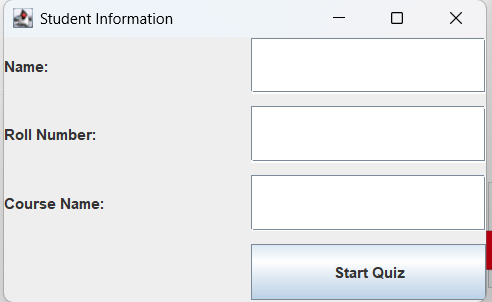 Student Information
Name:
Roll Number:
Course Name:
Start Quiz